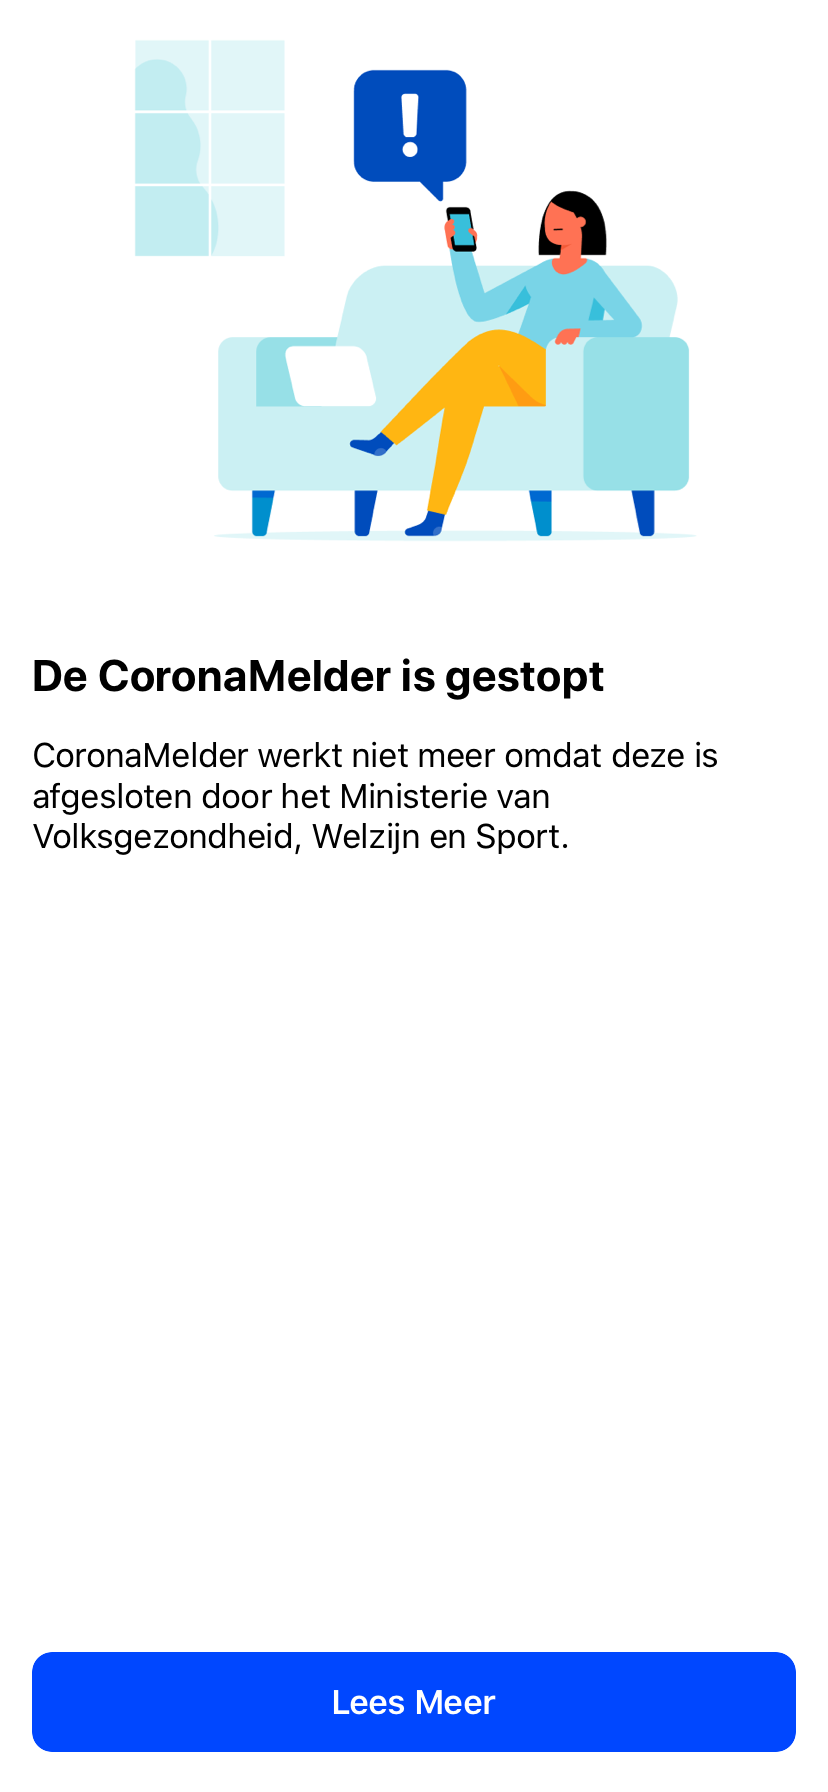 !
De CoronaMelder is gestopt
CoronaMelder werkt niet meer omdat deze is
afgesloten door het Ministerie van
Volksgezondheid, Welzijn en Sport.
Lees Meer